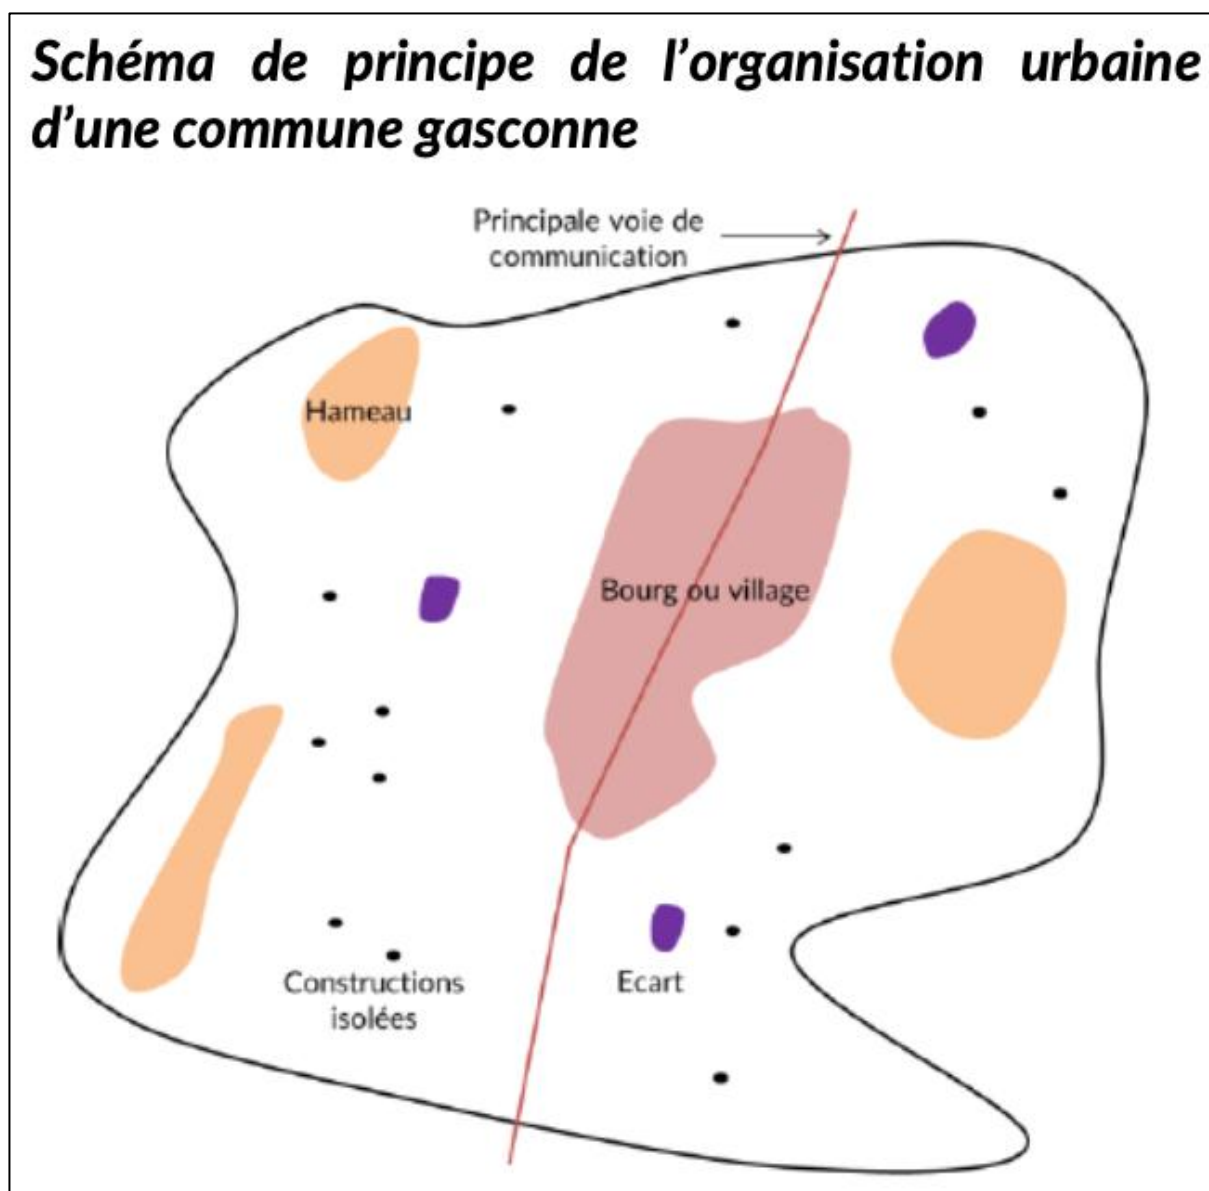 Schéma de principe de l’organisation urbaine
d’une commune gasconne
Principale voie de
communication
Hameau
Bourg ou village
Constructions
isolées
Ecart